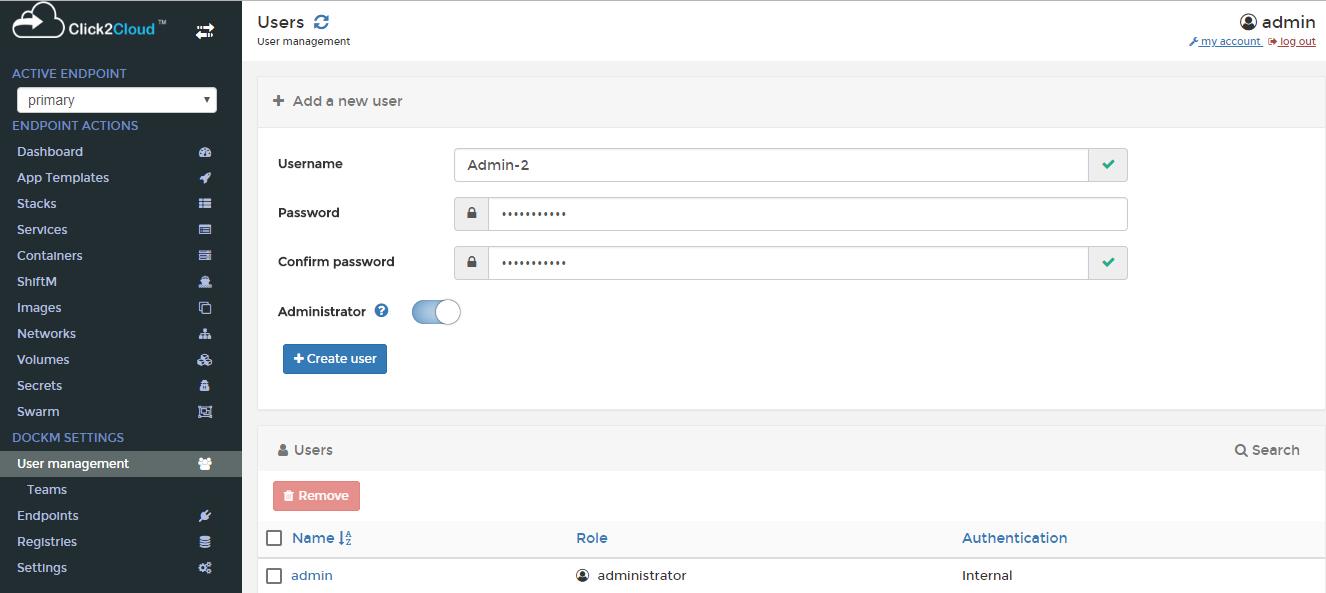 Click2Cloud™
ACTIVE ENDPOINT
primary
ENDPOINT ACTIONS
Dashboard
App Templates
Stacks
Services
Containers
ShiftM
Images
Networks
Volumes
Secrets
Swarm
DOCKM SETTINGS
User management
Teams
Endpoints
Registries
Settings
Users
User management
admin
my account log out
Add a new user
Username Admin-2
Password •••••••••••
Confirm password •••••••••••
Administrator
Create user
Users Search
Remove
Name Role Authentication
admin administrator Internal